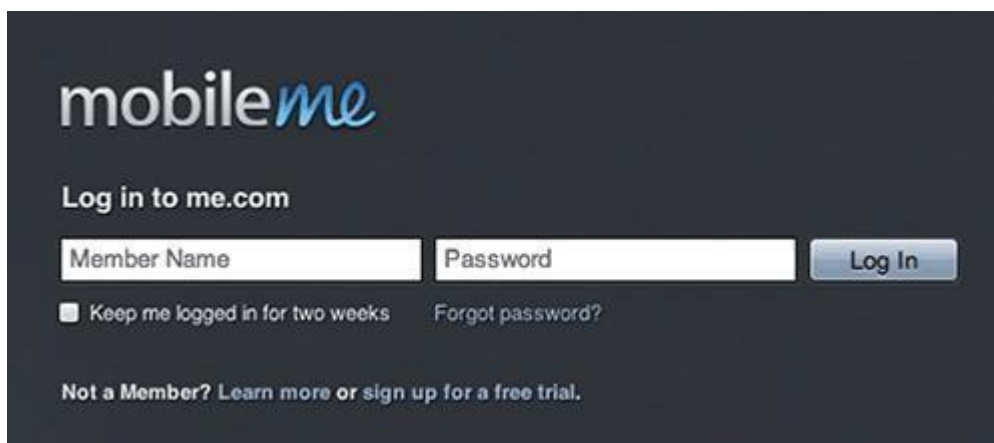 mobileme
Log in to me.com
Member Name Password Log In
Keep me logged in for two weeks Forgot password?
Not a Member? Learn more or sign up for a free trial.